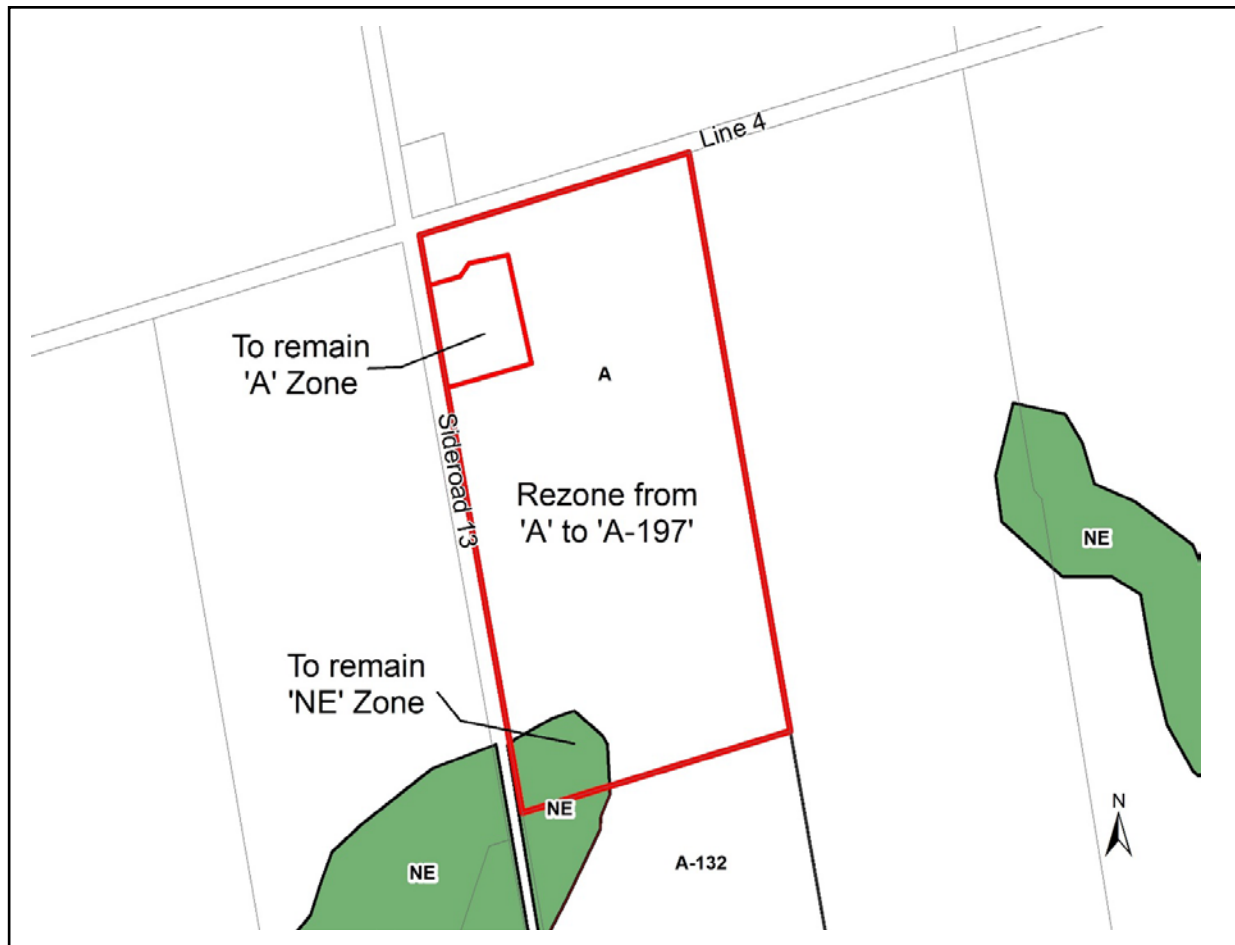 Line 4
To remain
'A' Zone
A
Sideroad 13
Rezone from
'A' to 'A-197'
NE
To remain
'NE' Zone
N
NE
A-132
NE